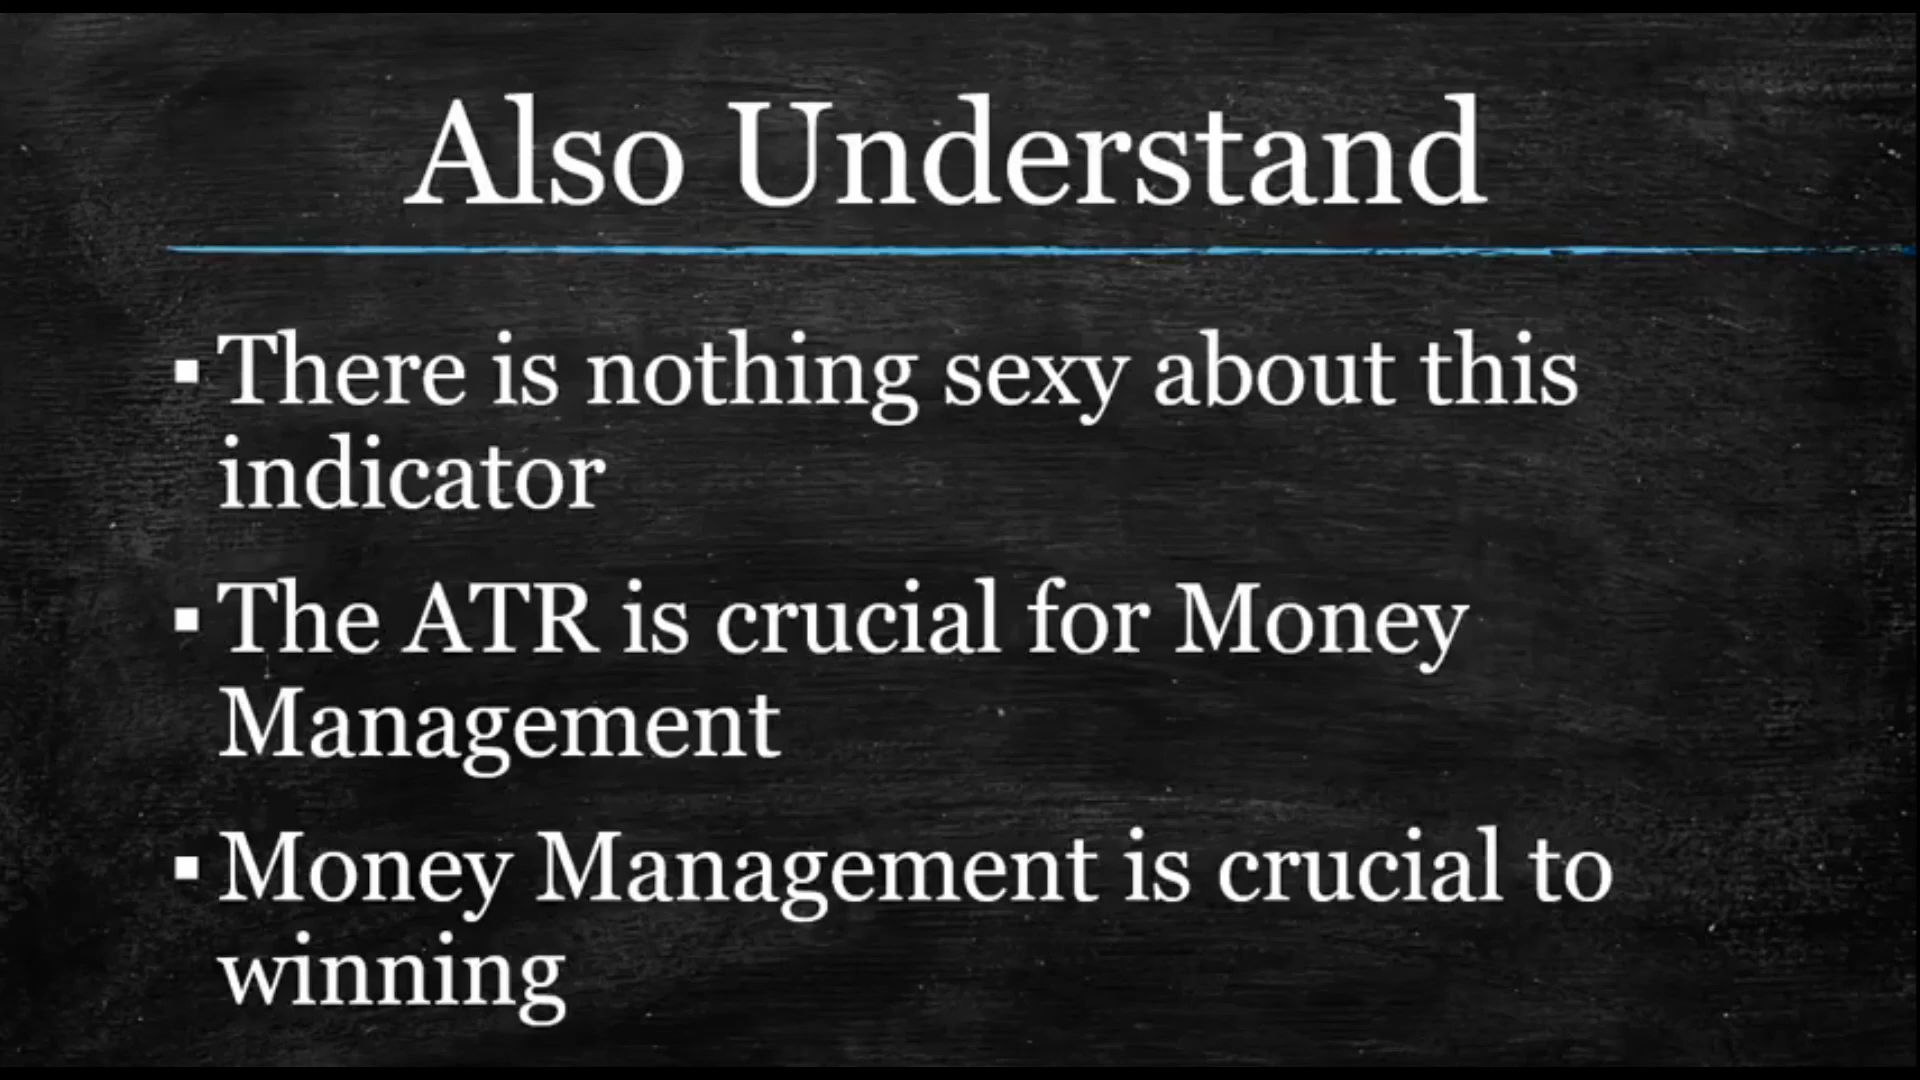 Also Understand
▪ There is nothing sexy about this
indicator
▪ The ATR is crucial for Money
Management
▪ Money Management is crucial to
winning